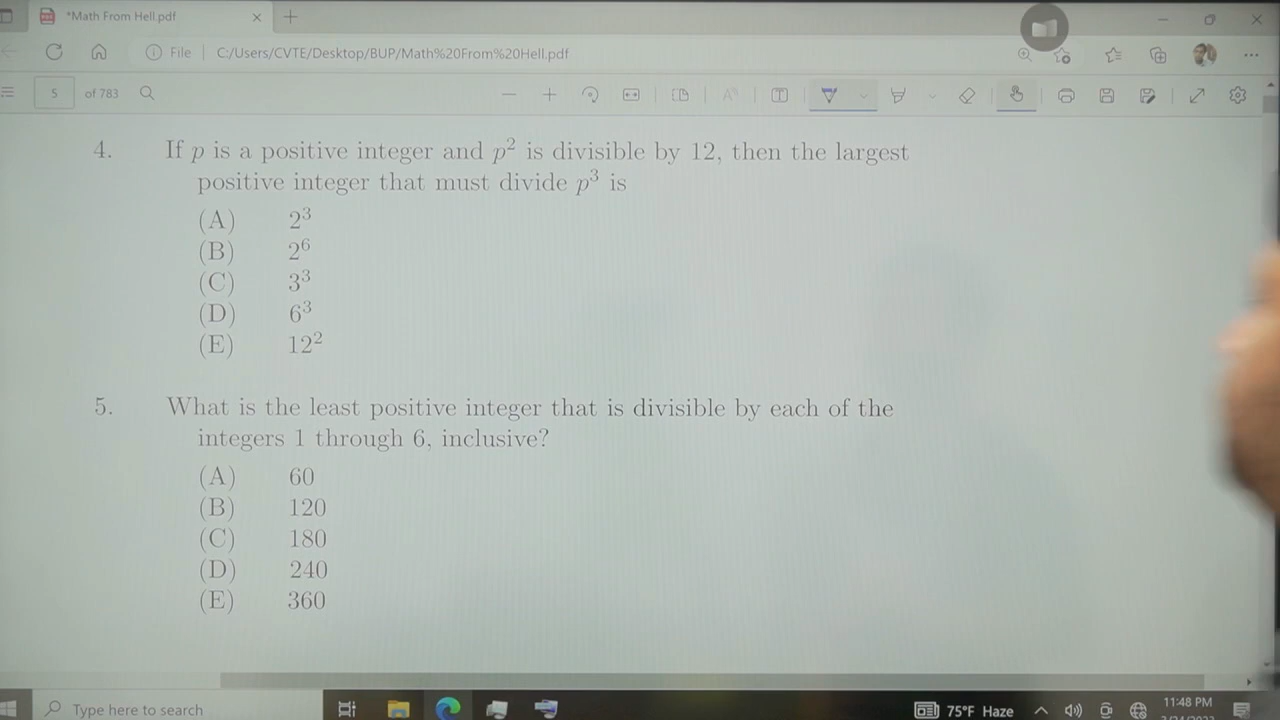 *Math From Hell.pdf
File C:/Users/CVTE/Desktop/BUP/Math%20From%20Hell.pdf
5 of 783
4. If p is a positive integer and p² is divisible by 12, then the largest
positive integer that must divide p³ is
(A) 2³
(B) 2⁶
(C) 3³
(D) 6³
(E) 12²
5. What is the least positive integer that is divisible by each of the
integers 1 through 6, inclusive?
(A) 60
(B) 120
(C) 180
(D) 240
(E) 360
Type here to search
75°F Haze
11:48 PM